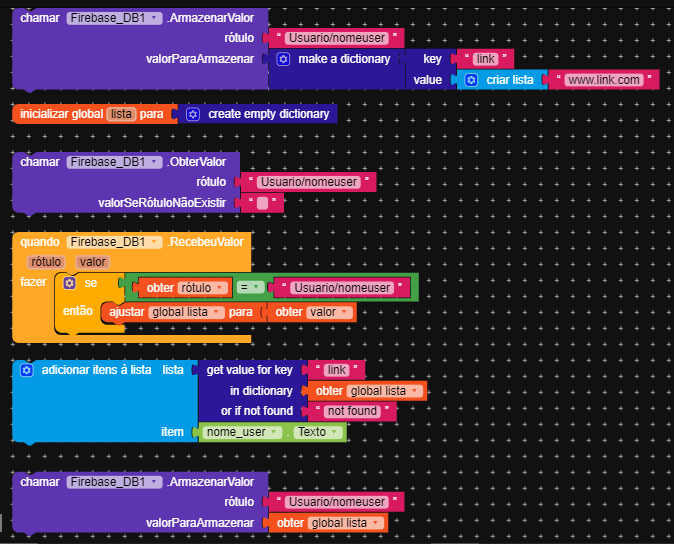 chamar Firebase_DB1 .ArmazenarValor
rótulo " Usuario/nomeuser "
valorParaArmazenar make a dictionary key " link "
value criar lista " www.link.com "
inicializar global lista para create empty dictionary
chamar Firebase_DB1 .ObterValor
rótulo " Usuario/nomeuser "
valorSeRótuloNãoExistir " "
quando Firebase_DB1 .RecebeuValor
rótulo valor
fazer se obter rótulo = " Usuario/nomeuser "
então ajustar global lista para obter valor
adicionar itens á lista lista get value for key " link "
in dictionary obter global lista
or if not found " not found "
item nome_user . Texto
chamar Firebase_DB1 .ArmazenarValor
rótulo " Usuario/nomeuser "
valorParaArmazenar obter global lista